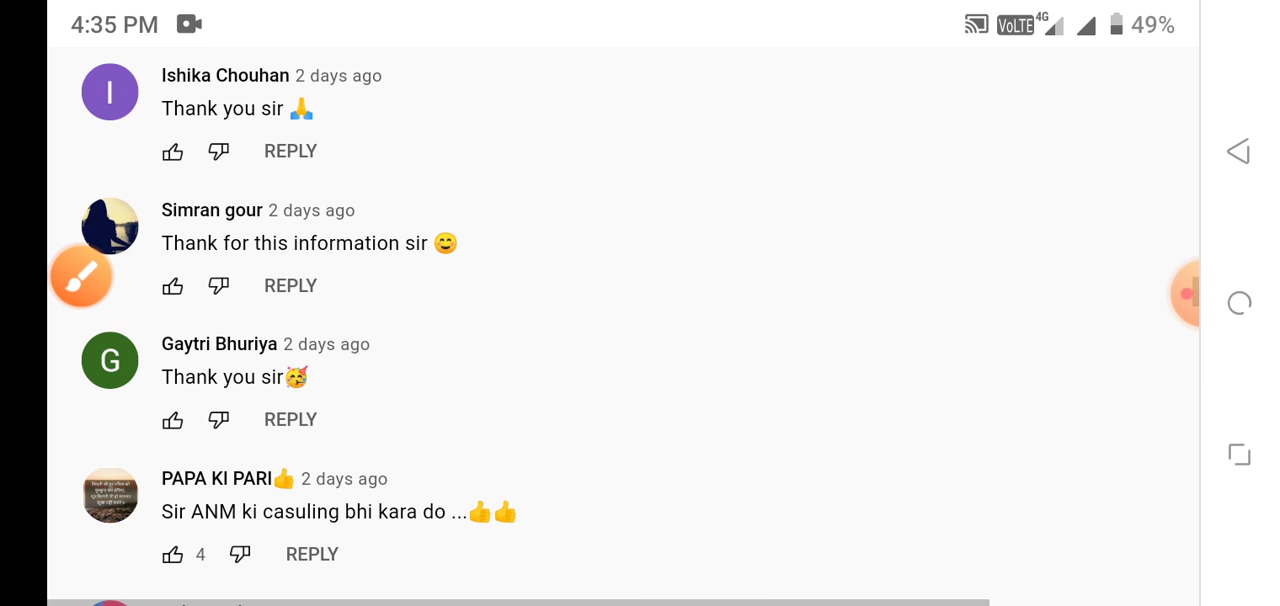 4:35 PM VoLTE 4G 49%
I
Ishika Chouhan 2 days ago
Thank you sir 🙏
REPLY
Simran gour 2 days ago
Thank for this information sir 😊
REPLY
G
Gaytri Bhuriya 2 days ago
Thank you sir🥳
REPLY
PAPA KI PARI👍 2 days ago
Sir ANM ki casuling bhi kara do ...👍👍
4 REPLY